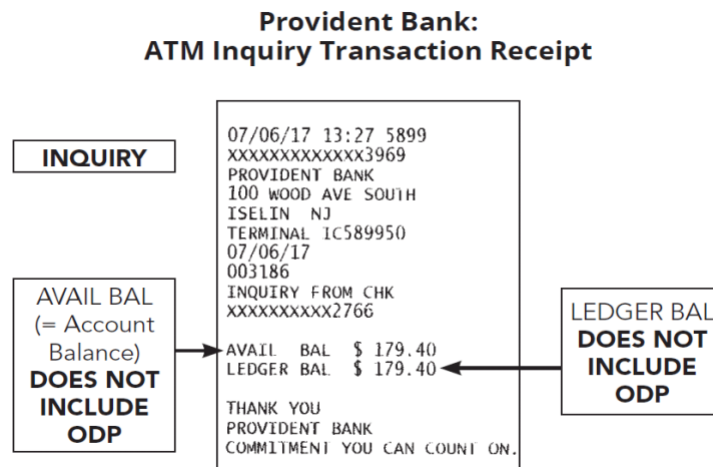 Provident Bank:
ATM Inquiry Transaction Receipt
INQUIRY
07/06/17 13:27 5899
XXXXXXXXXXXXX3969
PROVIDENT BANK
100 WOOD AVE SOUTH
ISELIN NJ
TERMINAL IC589950
07/06/17
003186
INQUIRY FROM CHK
XXXXXXXXXX2766
AVAIL BAL $ 179.40
LEDGER BAL $ 179.40
THANK YOU
PROVIDENT BANK
COMMITMENT YOU CAN COUNT ON.
AVAIL BAL
(= Account
Balance)
DOES NOT
INCLUDE
ODP
LEDGER BAL
DOES NOT
INCLUDE
ODP